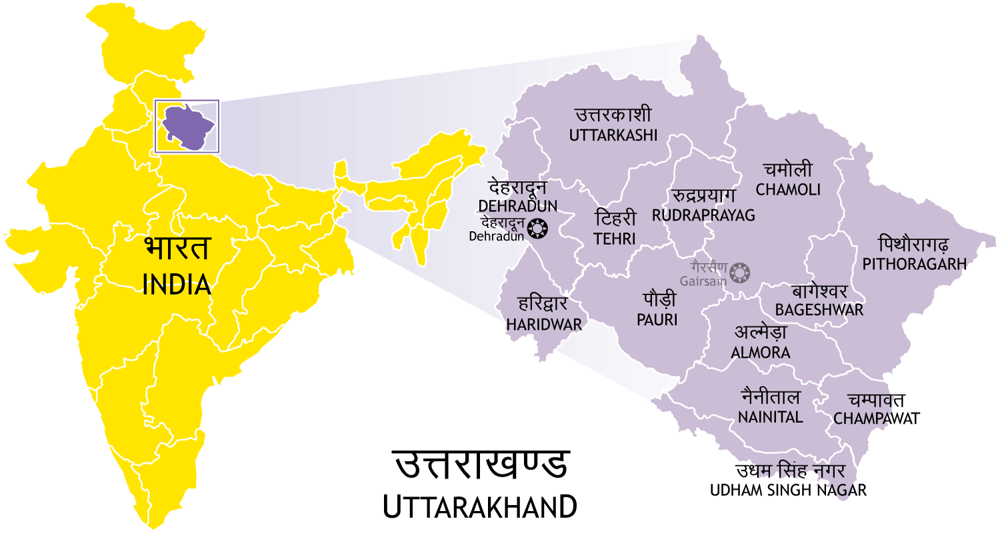 भारत
INDIA
उत्तराखण्ड
UTTARAKHAND
उत्तरकाशी
UTTARKASHI
चमोली
CHAMOLI
देहरादून
DEHRADUN
देहरादून
Dehradun
टिहरी
TEHRI
रुद्रप्रयाग
RUDRAPRAYAG
पिथौरागढ़
PITHORAGARH
गैरसैंण
Gairsain
हरिद्वार
HARIDWAR
पौड़ी
PAURI
बागेश्वर
BAGESHWAR
अल्मोड़ा
ALMORA
नैनीताल
NAINITAL
चम्पावत
CHAMPAWAT
उधम सिंह नगर
UDHAM SINGH NAGAR